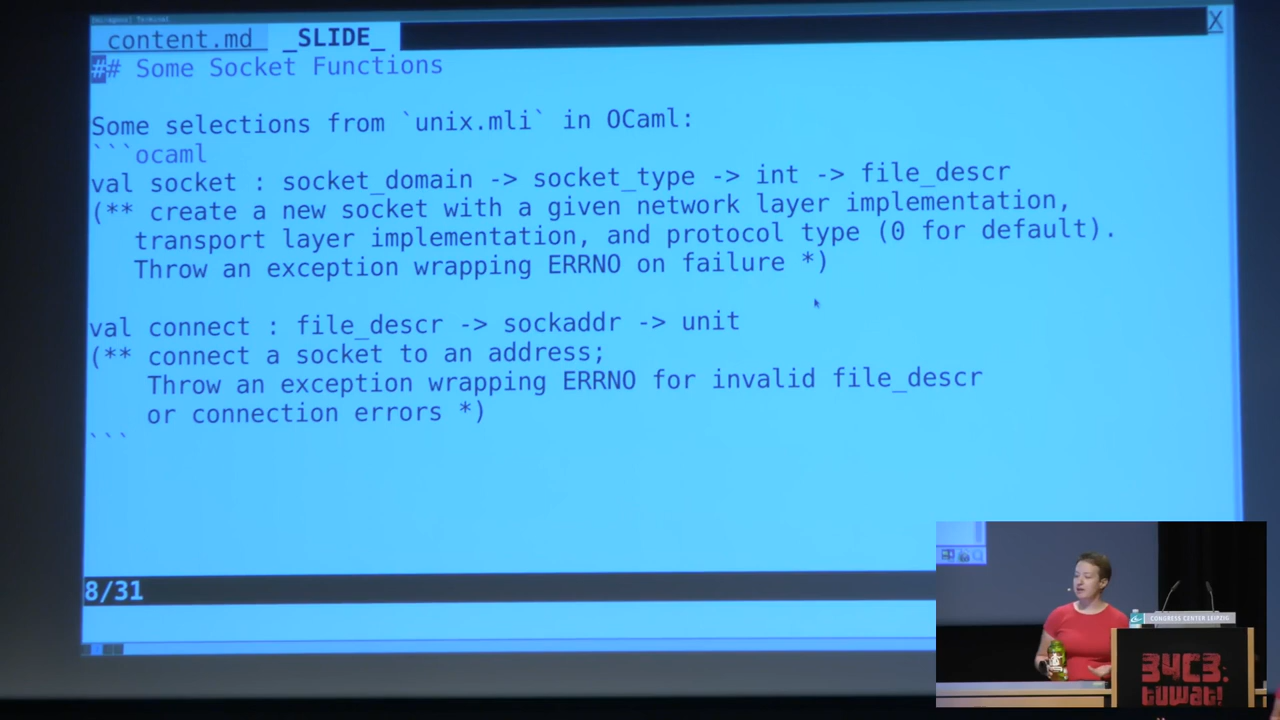 content.md _SLIDE_ X
## Some Socket Functions
Some selections from `unix.mli` in OCaml:
```ocaml
val socket : socket_domain -> socket_type -> int -> file_descr
(** create a new socket with a given network layer implementation,
transport layer implementation, and protocol type (0 for default).
Throw an exception wrapping ERRNO on failure *)
val connect : file_descr -> sockaddr -> unit
(** connect a socket to an address;
Throw an exception wrapping ERRNO for invalid file_descr
or connection errors *)
```
8/31
CONGRESS CENTER LEIPZIG
34C3.
tuwat!